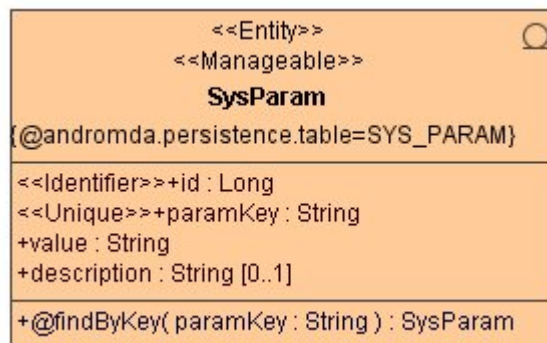 <<Entity>>
<<Manageable>>
SysParam
{@andromda.persistence.table=SYS_PARAM}
<<Identifier>>+id : Long
<<Unique>>+paramKey : String
+value : String
+description : String [0..1]
+@findByKey( paramKey : String ) : SysParam